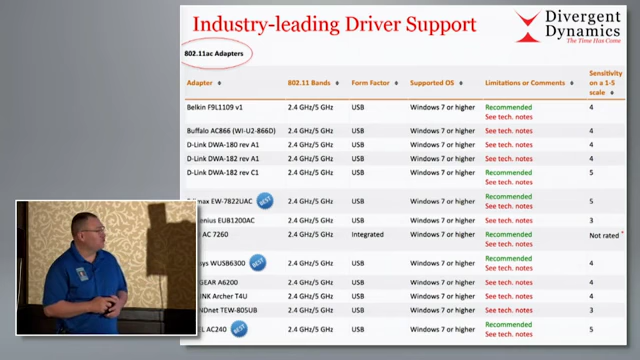 Industry-leading Driver Support
Divergent
Dynamics
The Time Has Come
802.11ac Adapters
Adapter 802.11 Bands Form Factor Supported OS Limitations or Comments Sensitivity on a 1-5 scale
Belkin F9L1109 v1 2.4 GHz/5 GHz USB Windows 7 or higher Recommended See tech. notes 4
Buffalo AC866 (WI-U2-866D) 2.4 GHz/5 GHz USB Windows 7 or higher See tech. notes 4
D-Link DWA-180 rev A1 2.4 GHz/5 GHz USB Windows 7 or higher See tech. notes 4
D-Link DWA-182 rev A1 2.4 GHz/5 GHz USB Windows 7 or higher See tech. notes 4
D-Link DWA-182 rev C1 2.4 GHz/5 GHz USB Windows 7 or higher Recommended See tech. notes 5
EW-7822UAC BEST 2.4 GHz/5 GHz USB Windows 7 or higher Recommended See tech. notes 5
EUB1200AC 2.4 GHz/5 GHz USB Windows 7 or higher See tech. notes 3
AC 7260 2.4 GHz/5 GHz Integrated Windows 7 or higher Recommended See tech. notes Not rated *
WUSB6300 BEST 2.4 GHz/5 GHz USB Windows 7 or higher Recommended See tech. notes 4
A6200 2.4 GHz/5 GHz USB Windows 7 or higher See tech. notes 4
Archer T4U 2.4 GHz/5 GHz USB Windows 7 or higher See tech. notes 4
TEW-805UB 2.4 GHz/5 GHz USB Windows 7 or higher See tech. notes 3
AC240 BEST 2.4 GHz/5 GHz USB Windows 7 or higher Recommended See tech. notes 5